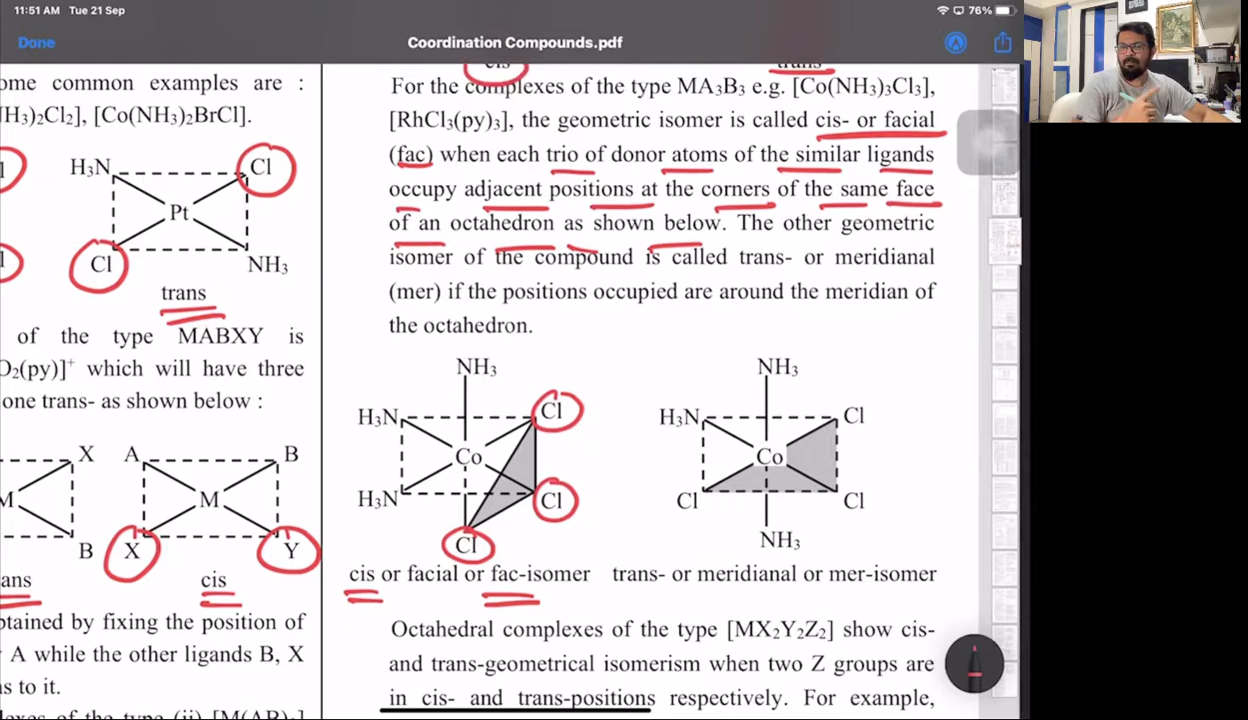 11:51 AM Tue 21 Sep
76%
Done
Coordination Compounds.pdf
ome common examples are :
H₃)₂Cl₂], [Co(NH₃)₂BrCl].
H₃N Cl
Pt
Cl NH₃
trans
of the type MABXY is
O₂(py)]⁺ which will have three
one trans- as shown below :
X A B
M M
B X Y
ans cis
btained by fixing the position of
A while the other ligands B, X
ns to it.
cis trans
For the complexes of the type MA₃B₃ e.g. [Co(NH₃)₃Cl₃],
[RhCl₃(py)₃], the geometric isomer is called cis- or facial
(fac) when each trio of donor atoms of the similar ligands
occupy adjacent positions at the corners of the same face
of an octahedron as shown below. The other geometric
isomer of the compound is called trans- or meridianal
(mer) if the positions occupied are around the meridian of
the octahedron.
NH₃ NH₃
H₃N Cl H₃N Cl
Co Co
H₃N Cl Cl Cl
Cl NH₃
cis or facial or fac-isomer trans- or meridianal or mer-isomer
Octahedral complexes of the type [MX₂Y₂Z₂] show cis-
and trans-geometrical isomerism when two Z groups are
in cis- and trans-positions respectively. For example,